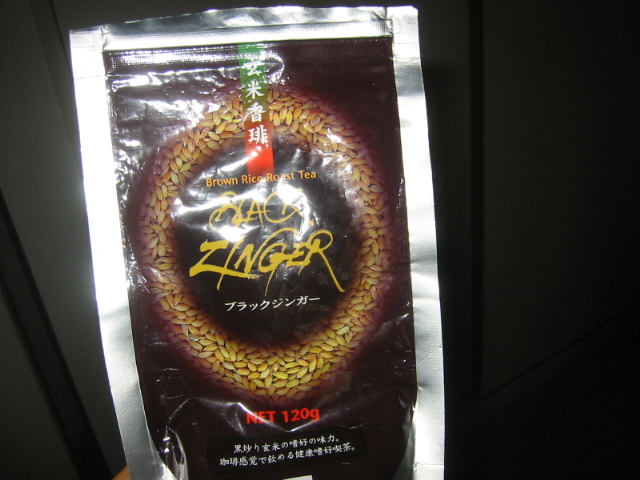 玄米香琲
Brown Rice Roast Tea
BLACK
ZINGER
ブラックジンガー
NET 120g
黒炒り玄米の嗜好の味力。
珈琲感覚で飲める健康嗜好喫茶。